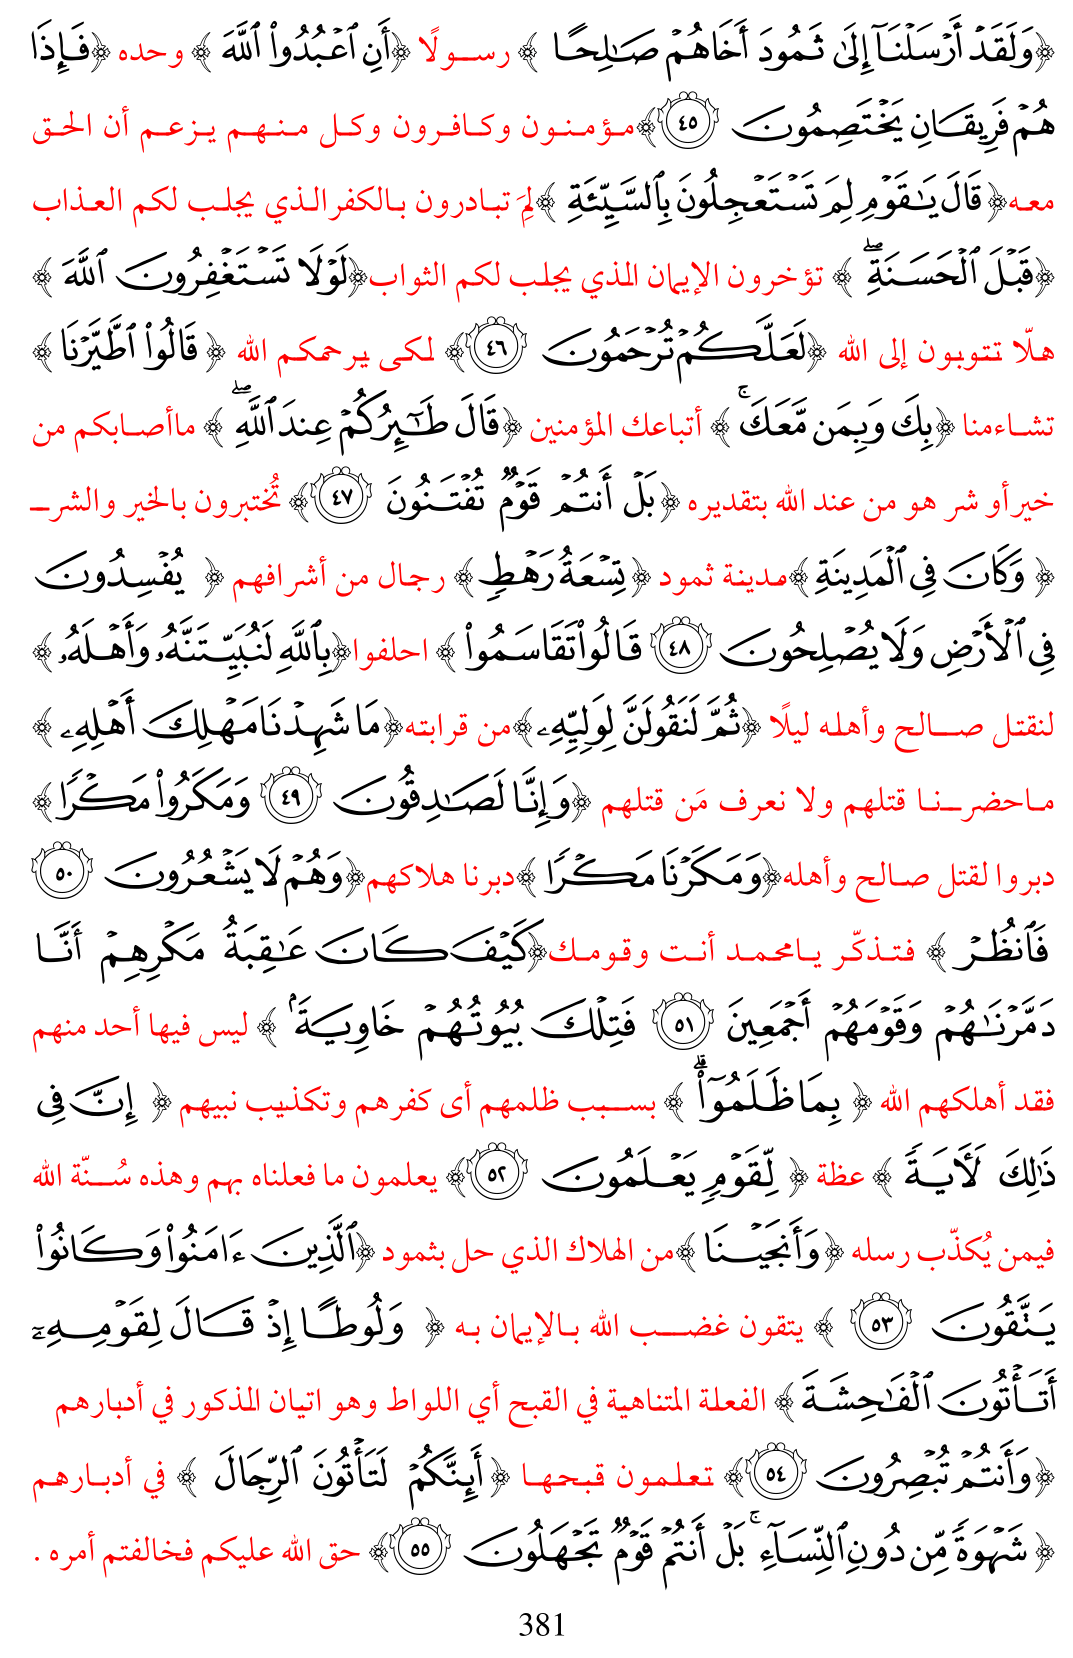 ﴿وَلَقَدۡ أَرۡسَلۡنَآ إِلَىٰ ثَمُودَ أَخَاهُمۡ صَٰلِحًا ﴾ رسولًا ﴿أَنِ ٱعۡبُدُواْ ٱللَّهَ ﴾ وحده ﴿فَإِذَا
هُمۡ فَرِيقَانِ يَخۡتَصِمُونَ ٤٥﴾مؤمنون وكافرون وكل منهم يزعم أن الحق
معه﴿قَالَ يَٰقَوۡمِ لِمَ تَسۡتَعۡجِلُونَ بِٱلسَّيِّئَةِ ﴾لِمَ تبادرون بالكفر الذي يجلب لكم العذاب
﴿قَبۡلَ ٱلۡحَسَنَةِۖ ﴾ تؤخرون الإيمان المذي يجلب لكم الثواب﴿لَوۡلَا تَسۡتَغۡفِرُونَ ٱللَّهَ ﴾
هلّا تتوبون إلى الله ﴿لَعَلَّكُمۡ تُرۡحَمُونَ ٤٦﴾ لمكى يرحمكم الله ﴿ قَالُواْ ٱطَّيَّرۡنَا ﴾
تشاءمنا ﴿بِكَ وَبِمَن مَّعَكَۚ ﴾ أتباعك المؤمنين ﴿قَالَ طَٰٓئِرُكُمۡ عِندَ ٱللَّهِۖ ﴾ ماأصابكم من
خيرأو شر هو من عند الله بتقديره ﴿بَلۡ أَنتُمۡ قَوۡمٞ تُفۡتَنُونَ ٤٧﴾ تُختبرون بالخير والشر
﴿ وَكَانَ فِي ٱلۡمَدِينَةِ ﴾مدينة ثمود ﴿تِسۡعَةُ رَهۡطٖ ﴾ رجال من أشرافهم ﴿ يُفۡسِدُونَ
فِي ٱلۡأَرۡضِ وَلَا يُصۡلِحُونَ ٤٨ قَالُواْ تَقَاسَمُواْ ﴾ احلفوا﴿بِٱللَّهِ لَنُبَيِّتَنَّهُۥ وَأَهۡلَهُۥ ﴾
لنقتل صالح وأهله ليلًا ﴿ثُمَّ لَنَقُولَنَّ لِوَلِيِّهِۦ ﴾من قرابته﴿مَا شَهِدۡنَا مَهۡلِكَ أَهۡلِهِۦ ﴾
ماحضرنا قتلهم ولا نعرف مَن قتلهم ﴿وَإِنَّا لَصَٰدِقُونَ ٤٩ وَمَكَرُواْ مَكۡرٗا ﴾
دبروا لقتل صالح وأهله﴿وَمَكَرۡنَا مَكۡرٗا ﴾دبرنا هلاكهم﴿وَهُمۡ لَا يَشۡعُرُونَ ٥٠
فَٱنظُرۡ ﴾ فتذكّر يامحمد أنت وقومك﴿كَيۡفَ كَانَ عَٰقِبَةُ مَكۡرِهِمۡ أَنَّا
دَمَّرۡنَٰهُمۡ وَقَوۡمَهُمۡ أَجۡمَعِينَ ٥١ فَتِلۡكَ بُيُوتُهُمۡ خَاوِيَةَۢ ﴾ ليس فيها أحد منهم
فقد أهلكهم الله ﴿ بِمَا ظَلَمُوٓاْۗ ﴾ بسبب ظلمهم أى كفرهم وتكذيب نبيهم ﴿ إِنَّ فِي
ذَٰلِكَ لَأٓيَةٗ ﴾ عظة ﴿ لِّقَوۡمٖ يَعۡلَمُونَ ٥٢﴾ يعلمون ما فعلناه بهم وهذه سُنّة الله
فيمن يُكذّب رسله ﴿وَأَنجَيۡنَا ﴾من الهلاك الذي حل بثمود ﴿ٱلَّذِينَ ءَامَنُواْ وَكَانُواْ
يَتَّقُونَ ٥٣ ﴾ يتقون غضب الله بالإيمان به ﴿ وَلُوطًا إِذۡ قَالَ لِقَوۡمِهِۦٓ
أَتَأۡتُونَ ٱلۡفَٰحِشَةَ ﴾ الفعلة المتناهية في القبح أي اللواط وهو اتيان المذكور في أدبارهم
﴿وَأَنتُمۡ تُبۡصِرُونَ ٥٤﴾ تعلمون قبحها ﴿أَئِنَّكُمۡ لَتَأۡتُونَ ٱلرِّجَالَ ﴾ في أدبارهم
﴿شَهۡوَةٗ مِّن دُونِ ٱلنِّسَآءِۚ بَلۡ أَنتُمۡ قَوۡمٞ تَجۡهَلُونَ ٥٥﴾ حق الله عليكم فخالفتم أمره .
381